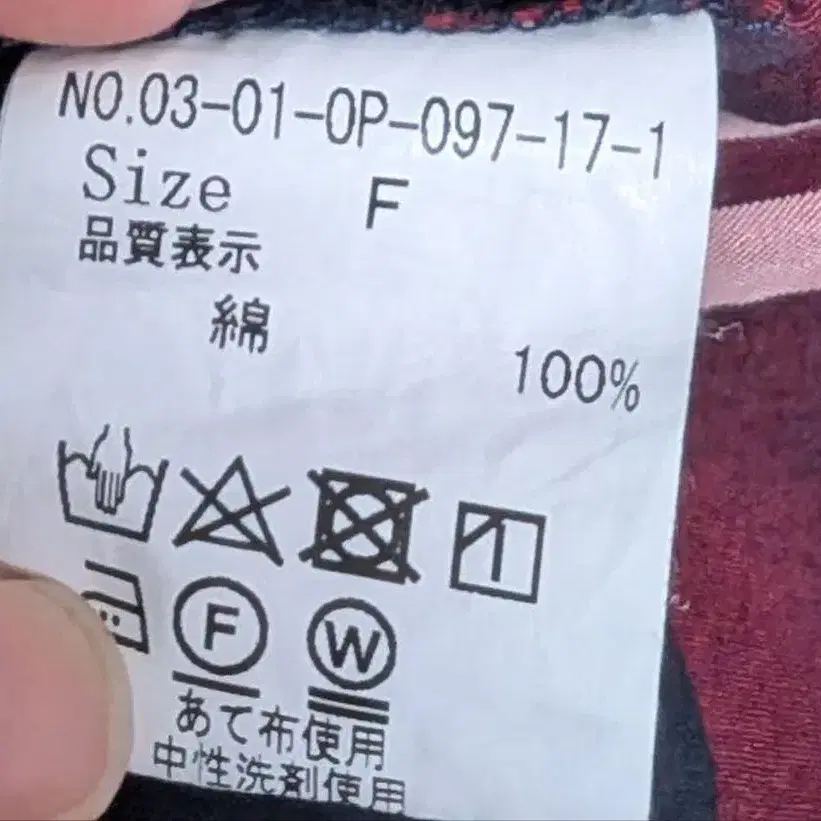 NO.03-01-OP-097-17-1
Size F
品質表示
綿 100%
F W
あて布使用
中性洗剤使用